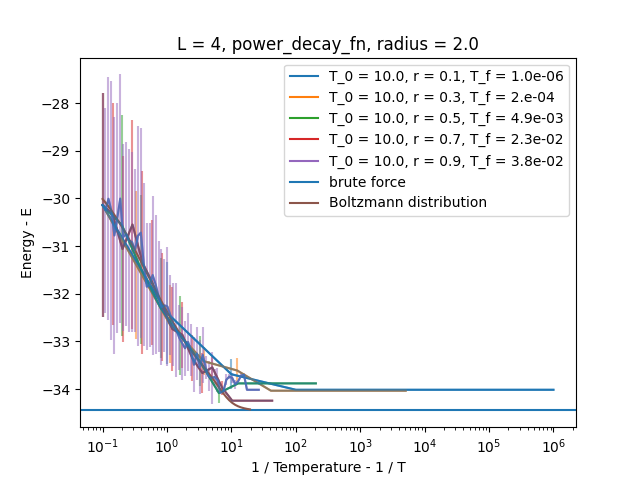 L = 4, power_decay_fn, radius = 2.0
T_0 = 10.0, r = 0.1, T_f = 1.0e-06
T_0 = 10.0, r = 0.3, T_f = 2.e-04
T_0 = 10.0, r = 0.5, T_f = 4.9e-03
T_0 = 10.0, r = 0.7, T_f = 2.3e-02
T_0 = 10.0, r = 0.9, T_f = 3.8e-02
brute force
Boltzmann distribution
Energy - E
−28
−29
−30
−31
−32
−33
−34
10⁻¹ 10⁰ 10¹ 10² 10³ 10⁴ 10⁵ 10⁶
1 / Temperature - 1 / T